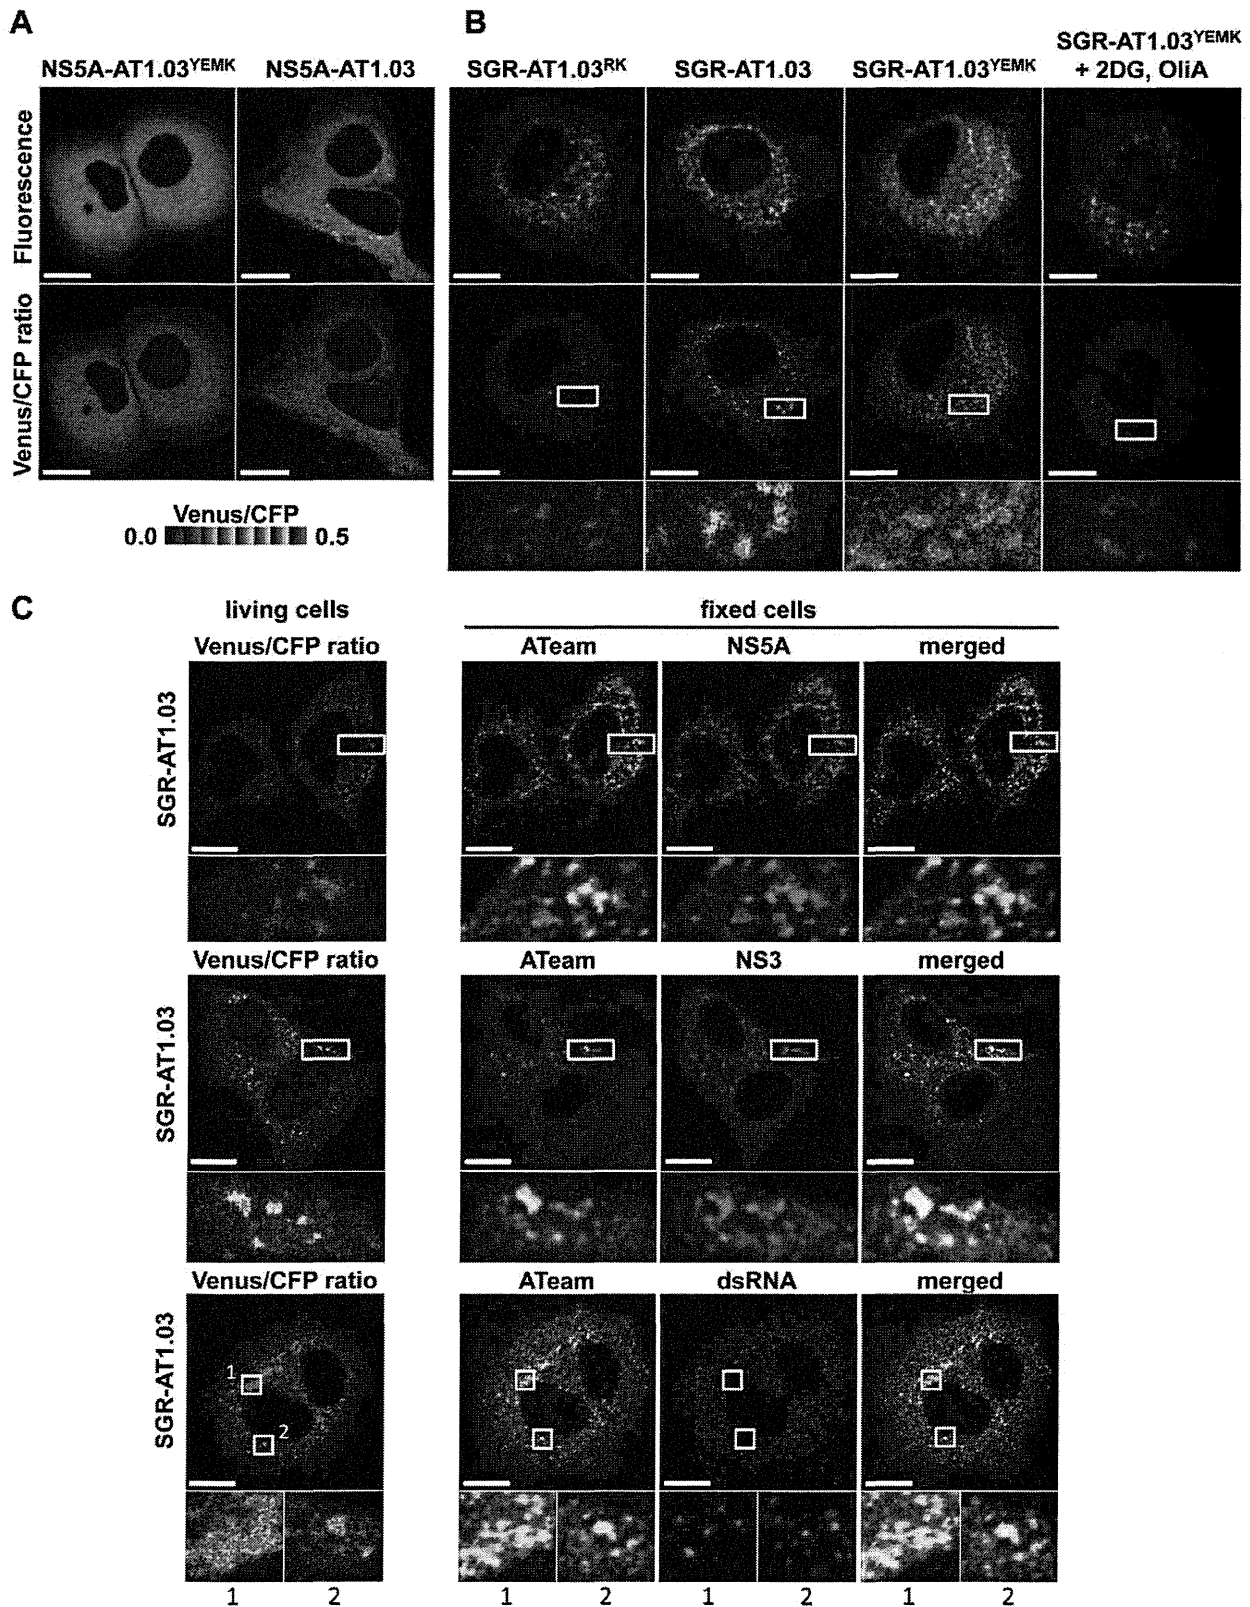 A
B
NS5A-AT1.03YEMK
NS5A-AT1.03
SGR-AT1.03RK
SGR-AT1.03
SGR-AT1.03YEMK
SGR-AT1.03YEMK
+ 2DG, OliA
Fluorescence
Venus/CFP ratio
Venus/CFP
0.0
0.5
C
living cells
fixed cells
Venus/CFP ratio
ATeam
NS5A
merged
SGR-AT1.03
Venus/CFP ratio
ATeam
NS3
merged
SGR-AT1.03
Venus/CFP ratio
ATeam
dsRNA
merged
SGR-AT1.03
1
2
1
2
1
2
1
2
1
2